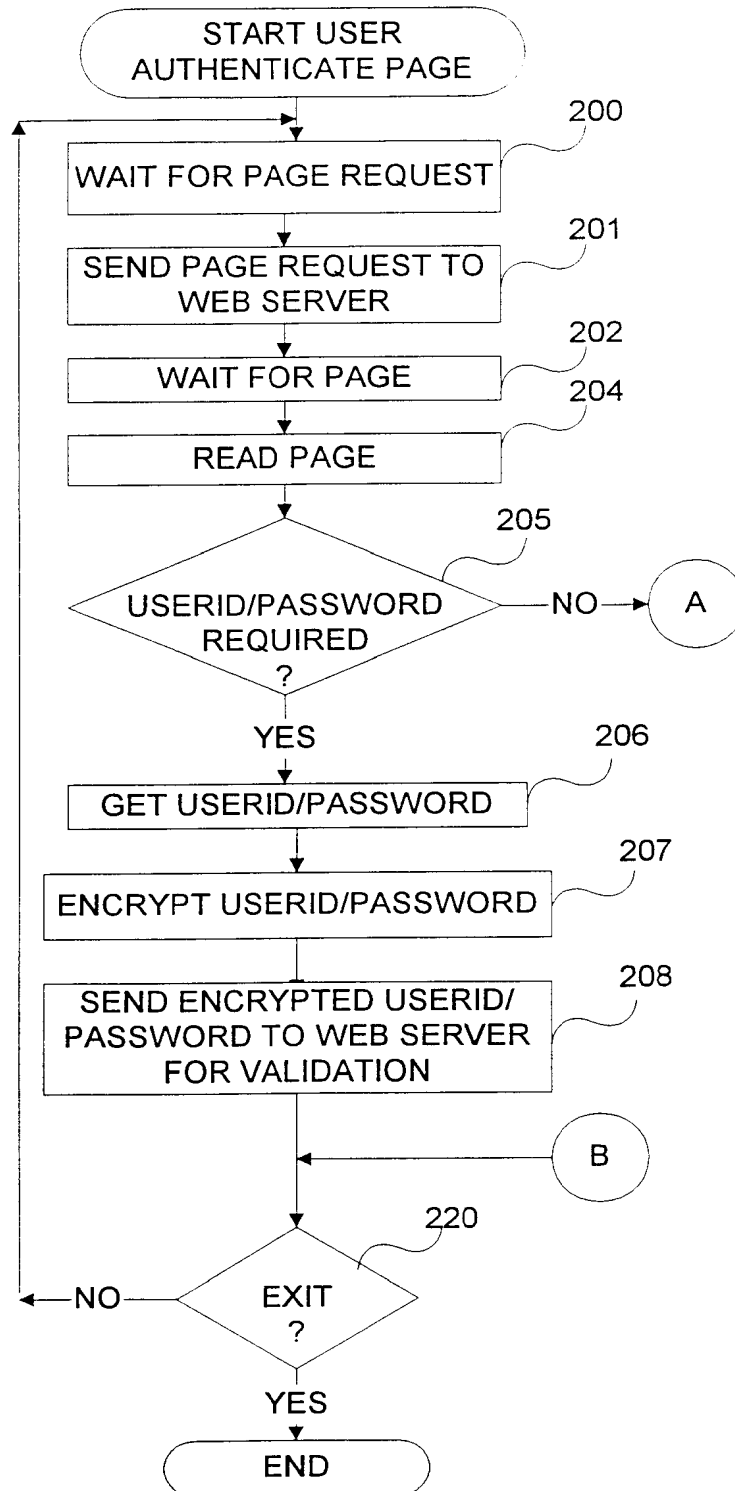 START USER
AUTHENTICATE PAGE
200
WAIT FOR PAGE REQUEST
201
SEND PAGE REQUEST TO
WEB SERVER
202
WAIT FOR PAGE
204
READ PAGE
205
USERID/PASSWORD
REQUIRED
?
NO
A
YES
206
GET USERID/PASSWORD
207
ENCRYPT USERID/PASSWORD
208
SEND ENCRYPTED USERID/
PASSWORD TO WEB SERVER
FOR VALIDATION
B
220
EXIT
?
NO
YES
END